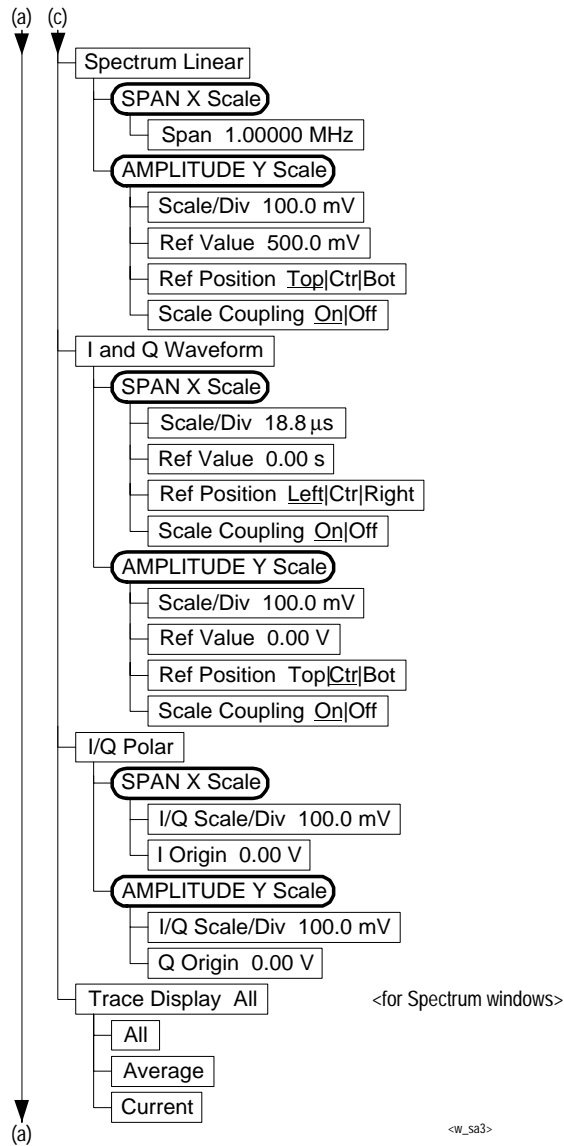 (a) (c)
Spectrum Linear
SPAN X Scale
Span 1.00000 MHz
AMPLITUDE Y Scale
Scale/Div 100.0 mV
Ref Value 500.0 mV
Ref Position Top|Ctr|Bot
Scale Coupling On|Off
I and Q Waveform
SPAN X Scale
Scale/Div 18.8 µs
Ref Value 0.00 s
Ref Position Left|Ctr|Right
Scale Coupling On|Off
AMPLITUDE Y Scale
Scale/Div 100.0 mV
Ref Value 0.00 V
Ref Position Top|Ctr|Bot
Scale Coupling On|Off
I/Q Polar
SPAN X Scale
I/Q Scale/Div 100.0 mV
I Origin 0.00 V
AMPLITUDE Y Scale
I/Q Scale/Div 100.0 mV
Q Origin 0.00 V
Trace Display All <for Spectrum windows>
All
Average
Current
(a) <w_sa3>